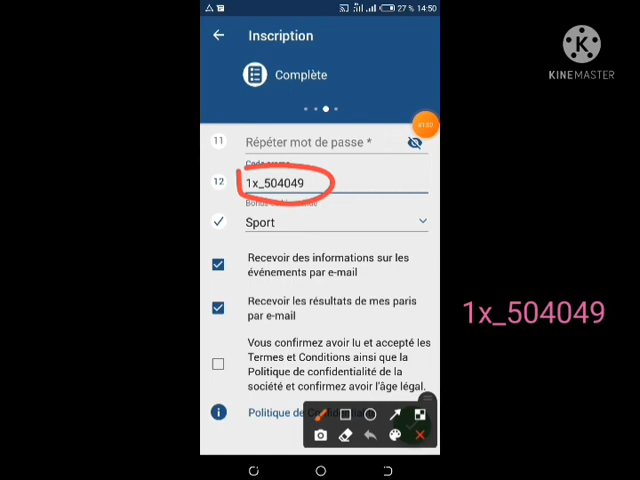 27 % 14:50
Inscription
Complète
KINEMASTER
01:03
11 Répéter mot de passe *
12 1x_504049
Sport
Recevoir des informations sur les
événements par e-mail
Recevoir les résultats de mes paris
par e-mail
1x_504049
Vous confirmez avoir lu et accepté les
Termes et Conditions ainsi que la
Politique de confidentialité de la
société et confirmez avoir l'âge légal.
Politique de